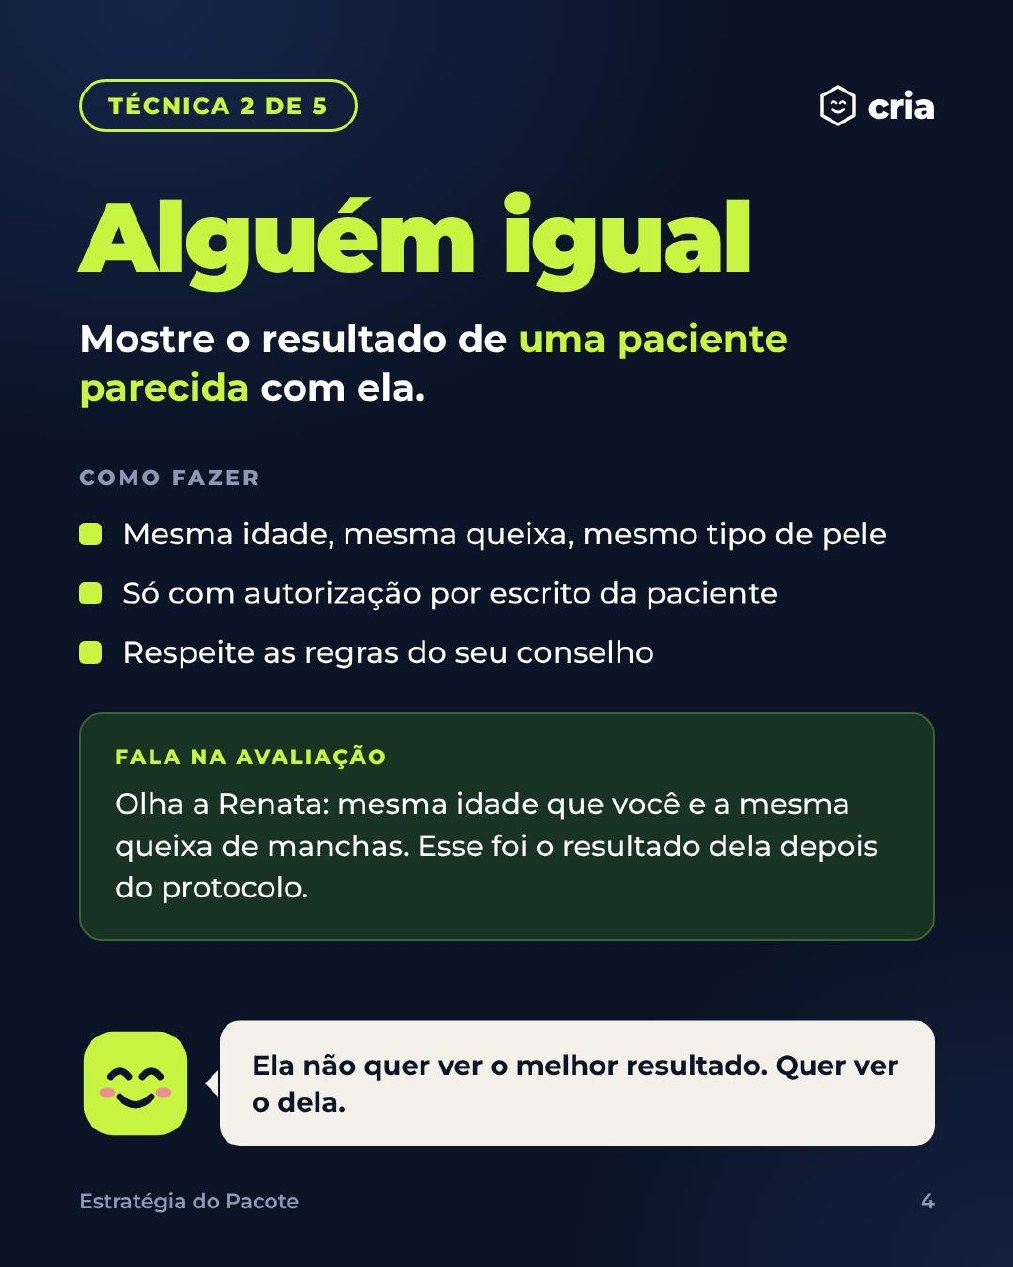 TÉCNICA 2 DE 5
cria
Alguém igual
Mostre o resultado de uma paciente
parecida com ela.
COMO FAZER
Mesma idade, mesma queixa, mesmo tipo de pele
Só com autorização por escrito da paciente
Respeite as regras do seu conselho
FALA NA AVALIAÇÃO
Olha a Renata: mesma idade que você e a mesma
queixa de manchas. Esse foi o resultado dela depois
do protocolo.
Ela não quer ver o melhor resultado. Quer ver
o dela.
Estratégia do Pacote
4